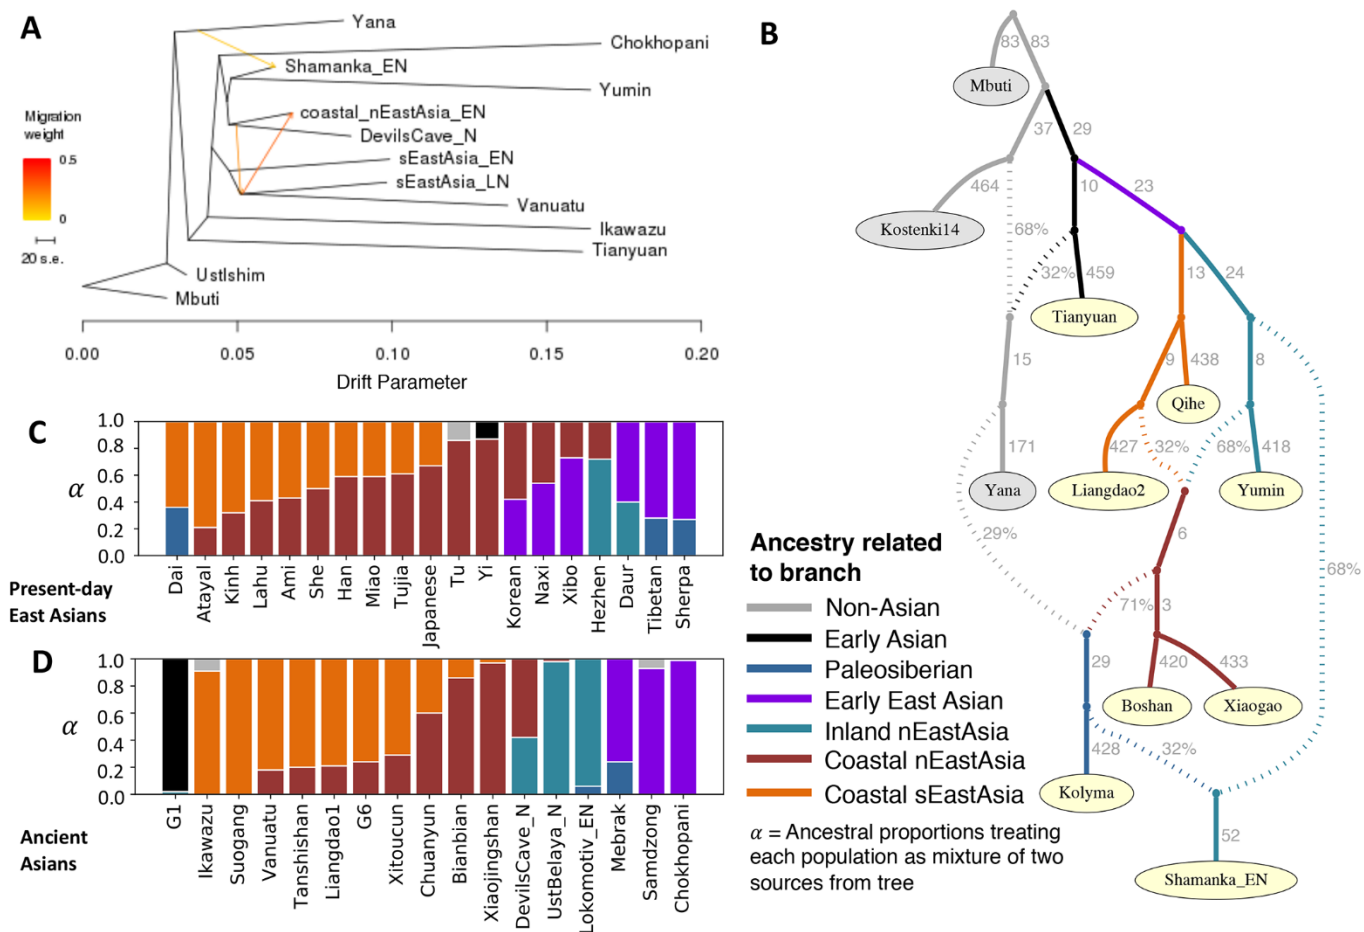 A
Yana
Chokhopani
Shamanka_EN
Yumin
coastal_nEastAsia_EN
DevilsCave_N
sEastAsia_EN
sEastAsia_LN
Vanuatu
Ikawazu
Tianyuan
UstIshim
Mbuti
Migration
weight
0.5
0
20 s.e.
0.00 0.05 0.10 0.15 0.20
Drift Parameter
B
83 83
Mbuti
37 29
464 10 23
Kostenki14
68%
32% 459 13 24
Tianyuan
15 9 438 8
Qihe
171 427 32% 68% 418
Yana Liangdao2 Yumin
29% 6
68%
71% 3
29 420 433
Boshan Xiaogao
428 32%
Kolyma
52
Shamanka_EN
C
1.0
0.8
0.6
α
0.4
0.2
0.0
Present-day
East Asians
Dai
Atayal
Kinh
Lahu
Ami
She
Han
Miao
Tujia
Japanese
Tu
Yi
Korean
Naxi
Xibo
Hezhen
Daur
Tibetan
Sherpa
D
1.0
0.8
0.6
α
0.4
0.2
0.0
Ancient
Asians
G1
Ikawazu
Suogang
Vanuatu
Tanshishan
Liangdao1
G6
Xitoucun
Chuanyun
Bianbian
Xiaojingshan
DevilsCave_N
UstBelaya_N
Lokomotiv_EN
Mebrak
Samdzong
Chokhopani
Ancestry related
to branch
Non-Asian
Early Asian
Paleosiberian
Early East Asian
Inland nEastAsia
Coastal nEastAsia
Coastal sEastAsia
α = Ancestral proportions treating
each population as mixture of two
sources from tree